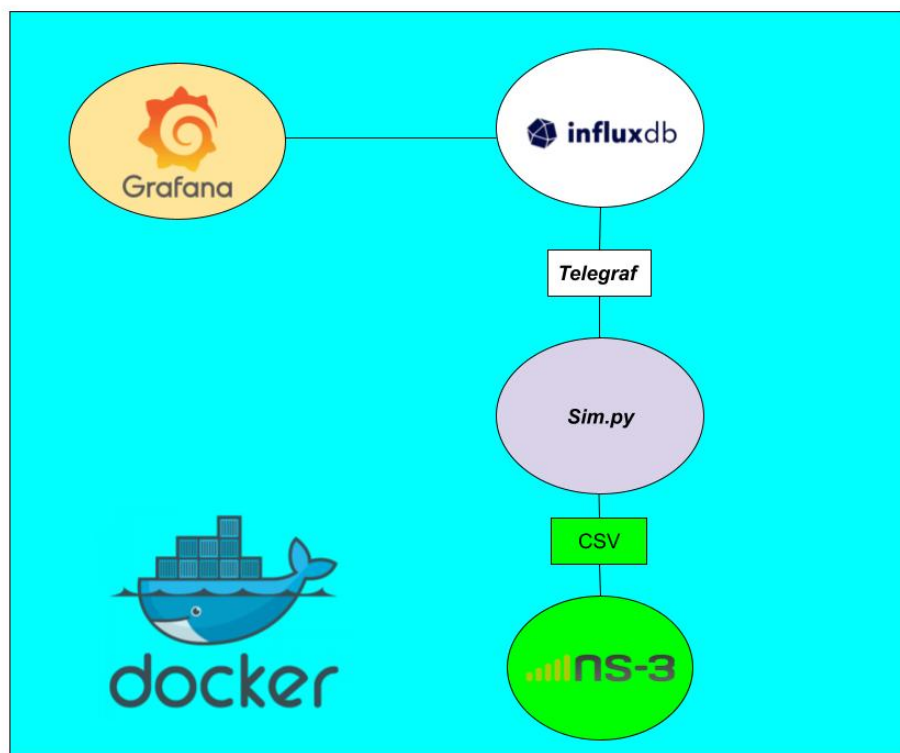 Grafana
influxdb
Telegraf
Sim.py
CSV
ns-3
docker